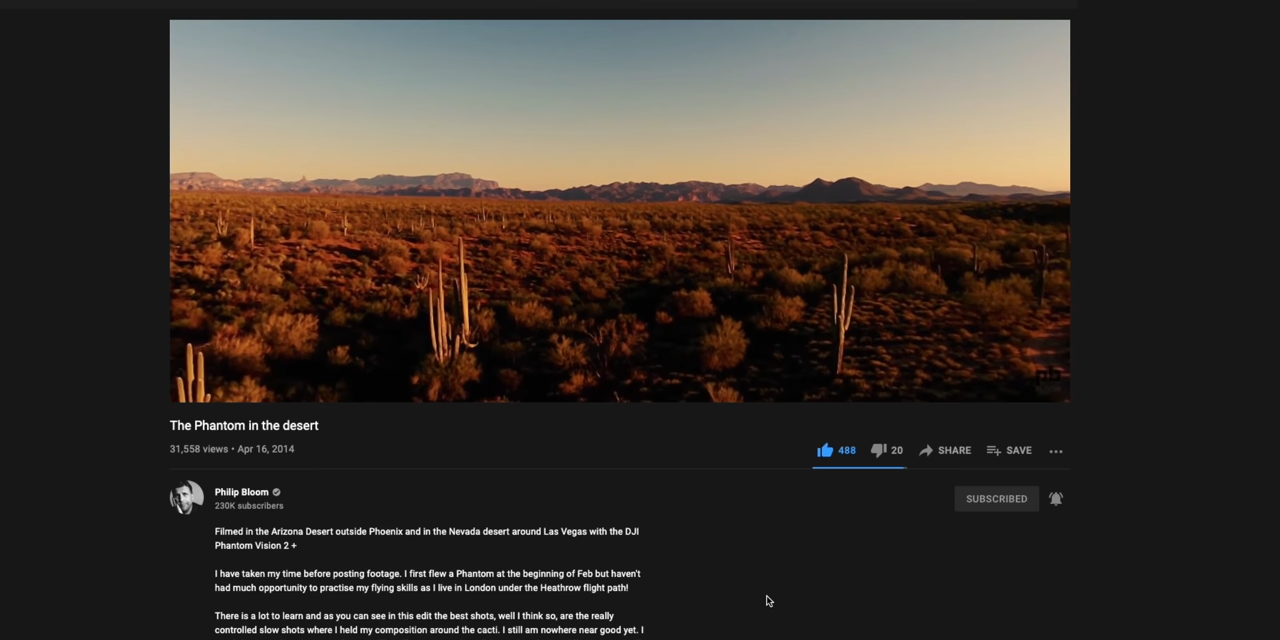 The Phantom in the desert
31,558 views • Apr 16, 2014
488
20
SHARE
SAVE
Philip Bloom
230K subscribers
SUBSCRIBED
Filmed in the Arizona Desert outside Phoenix and in the Nevada desert around Las Vegas with the DJI
Phantom Vision 2 +
I have taken my time before posting footage. I first flew a Phantom at the beginning of Feb but haven't
had much opportunity to practise my flying skills as I live in London under the Heathrow flight path!
There is a lot to learn and as you can see in this edit the best shots, well I think so, are the really
controlled slow shots where I held my composition around the cacti. I still am nowhere near good yet. I